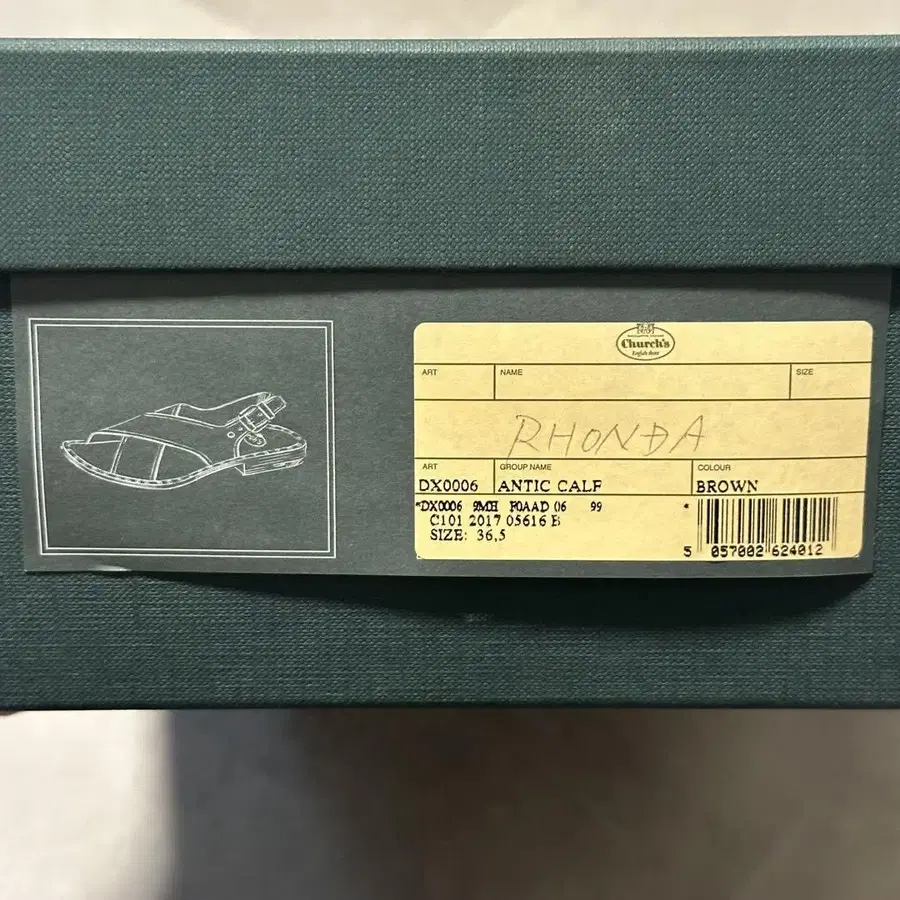 Church's
English shoes
ART NAME SIZE
RHONDA
ART GROUP NAME COLOUR
DX0006 ANTIC CALF BROWN
*DX0006 9MH F0AAD 06 99 *
C101 2017 05616 B
SIZE: 36,5
5 057002 624012